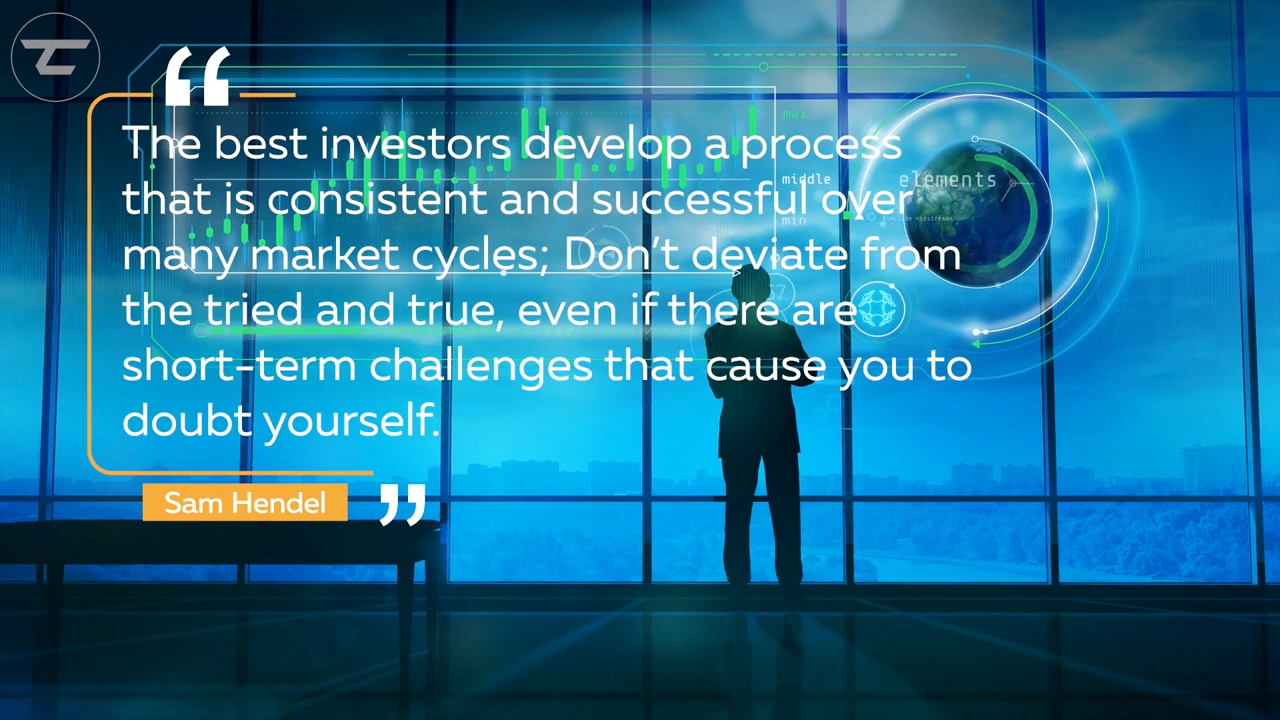 The best investors develop a process
that is consistent and successful over
many market cycles; Don’t deviate from
the tried and true, even if there are
short-term challenges that cause you to
doubt yourself.
Sam Hendel
max
middle
min
elements